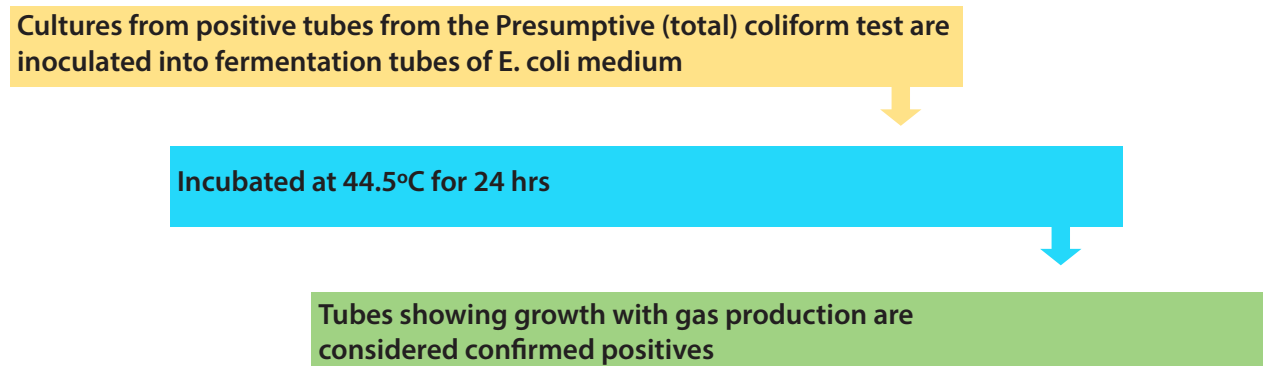 Cultures from positive tubes from the Presumptive (total) coliform test are
inoculated into fermentation tubes of E. coli medium
Incubated at 44.5ºC for 24 hrs
Tubes showing growth with gas production are
considered confirmed positives